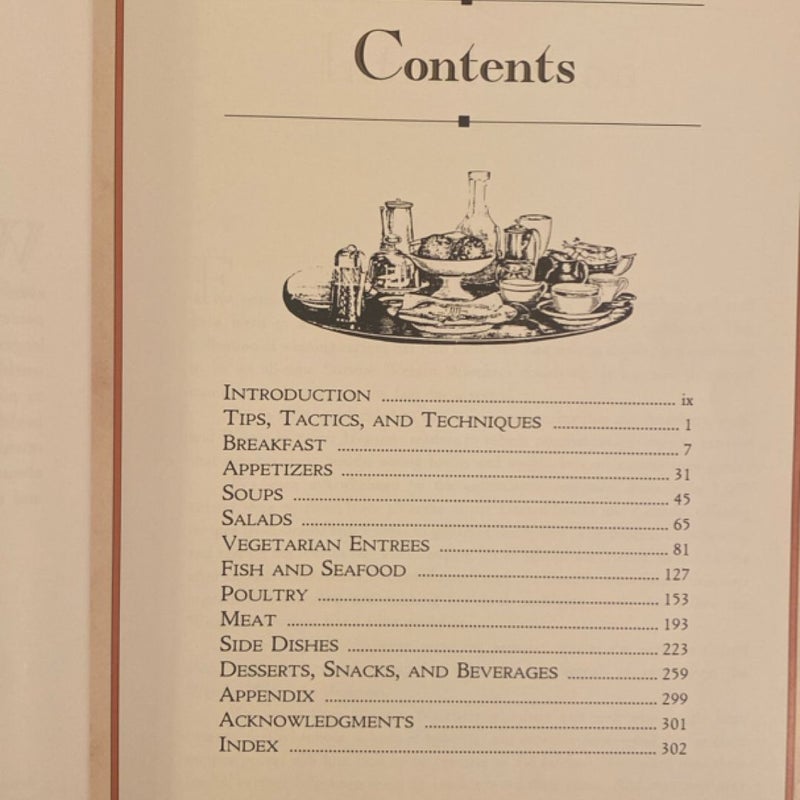 Contents
INTRODUCTION ix
TIPS, TACTICS, AND TECHNIQUES 1
BREAKFAST 7
APPETIZERS 31
SOUPS 45
SALADS 65
VEGETARIAN ENTREES 81
FISH AND SEAFOOD 127
POULTRY 153
MEAT 193
SIDE DISHES 223
DESSERTS, SNACKS, AND BEVERAGES 259
APPENDIX 299
ACKNOWLEDGMENTS 301
INDEX 302